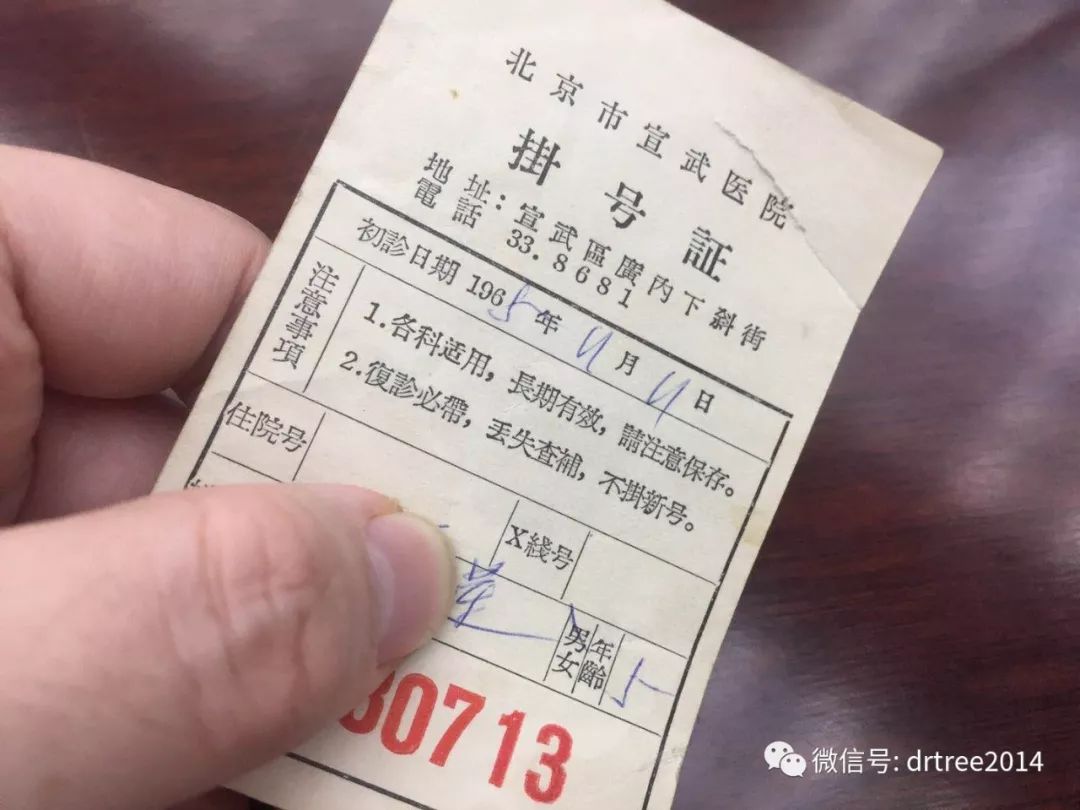 北京市宣武医院
掛号証
地址：宣武區廣內下斜街
電話 33.8681
初診日期 1965年 月 日
注意事項
1.各科适用，長期有效，請注意保存。
2.復診必帶，丢失查補，不掛新号。
住院号
X綫号
男女 年齡 5
30713
微信号: drtree2014